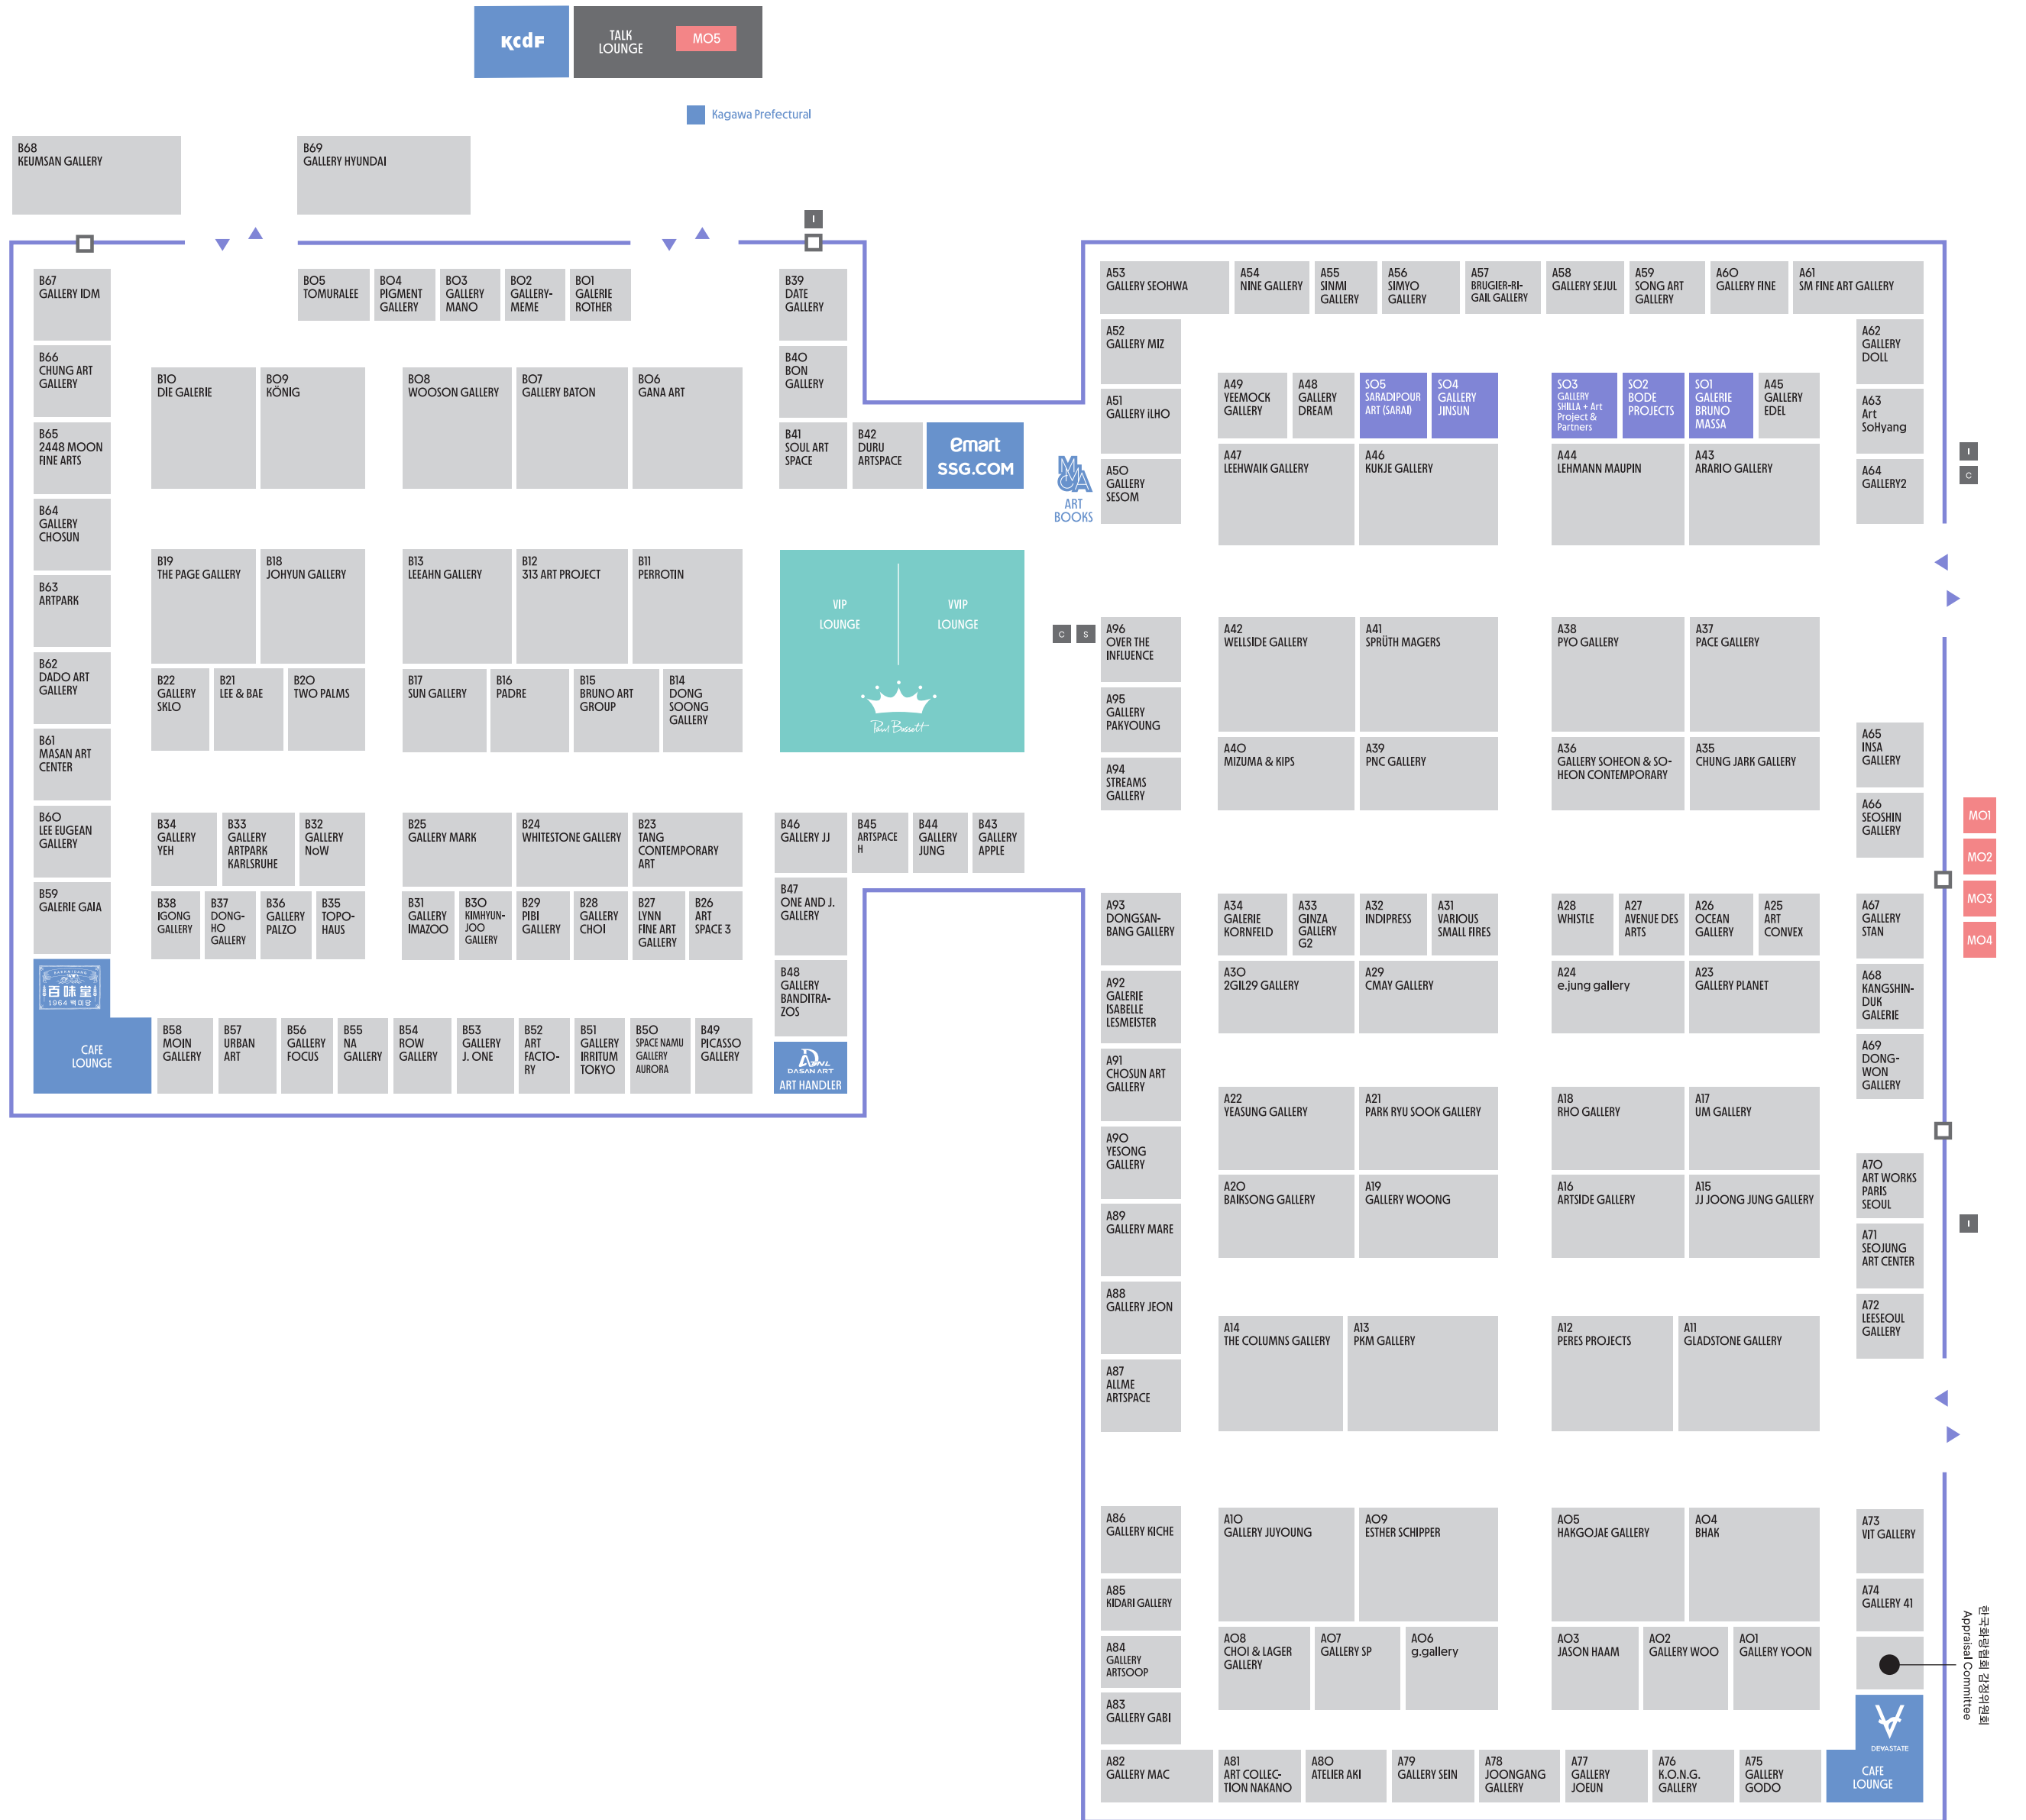 KCdF
TALK
LOUNGE
MO5
Kagawa Prefectural
B68
KEUMSAN GALLERY
B69
GALLERY HYUNDAI
I
B67
GALLERY IDM
B66
CHUNG ART
GALLERY
B65
2448 MOON
FINE ARTS
B64
GALLERY
CHOSUN
B63
ARTPARK
B62
DADO ART
GALLERY
B61
MASAN ART
CENTER
B60
LEE EUGEAN
GALLERY
B59
GALERIE GAIA
B05
TOMURALEE
B04
PIGMENT
GALLERY
B03
GALLERY
MANO
B02
GALLERY-
MEME
B01
GALERIE
ROTHER
B39
DATE
GALLERY
B40
BON
GALLERY
B41
SOUL ART
SPACE
B42
DURU
ARTSPACE
emart
SSG.COM
B10
DIE GALERIE
B09
KÖNIG
B08
WOOSON GALLERY
B07
GALLERY BATON
B06
GANA ART
B19
THE PAGE GALLERY
B18
JOHYUN GALLERY
B13
LEEAHN GALLERY
B12
313 ART PROJECT
B11
PERROTIN
B22
GALLERY
SKLO
B21
LEE & BAE
B20
TWO PALMS
B17
SUN GALLERY
B16
PADRE
B15
BRUNO ART
GROUP
B14
DONG
SOONG
GALLERY
VIP
LOUNGE
VVIP
LOUNGE
Paul Bassett
B34
GALLERY
YEH
B33
GALLERY
ARTPARK
KARLSRUHE
B32
GALLERY
NoW
B25
GALLERY MARK
B24
WHITESTONE GALLERY
B23
TANG
CONTEMPORARY
ART
B46
GALLERY JJ
B45
ARTSPACE
H
B44
GALLERY
JUNG
B43
GALLERY
APPLE
B38
IGONG
GALLERY
B37
DONG-
HO
GALLERY
B36
GALLERY
PALZO
B35
TOPO-
HAUS
B31
GALLERY
IMAZOO
B30
KIMHYUN-
JOO
GALLERY
B29
PIBI
GALLERY
B28
GALLERY
CHOI
B27
LYNN
FINE ART
GALLERY
B26
ART
SPACE 3
B47
ONE AND J.
GALLERY
B48
GALLERY
BANDITRA-
ZOS
百味堂
1964 백미당
CAFE
LOUNGE
B58
MOIN
GALLERY
B57
URBAN
ART
B56
GALLERY
FOCUS
B55
NA
GALLERY
B54
ROW
GALLERY
B53
GALLERY
J. ONE
B52
ART
FACTO-
RY
B51
GALLERY
IRRITUM
TOKYO
B50
SPACE NAMU
GALLERY
AURORA
B49
PICASSO
GALLERY
DASAN ART
ART HANDLER
MMCA
ART
BOOKS
C
S
A53
GALLERY SEOHWA
A54
NINE GALLERY
A55
SINMI
GALLERY
A56
SIMYO
GALLERY
A57
BRUGIER-RI-
GAIL GALLERY
A58
GALLERY SEJUL
A59
SONG ART
GALLERY
A60
GALLERY FINE
A61
SM FINE ART GALLERY
A52
GALLERY MIZ
A51
GALLERY iLHO
A50
GALLERY
SESOM
A49
YEEMOCK
GALLERY
A48
GALLERY
DREAM
S05
SARADIPOUR
ART (SARAI)
S04
GALLERY
JINSUN
S03
GALLERY
SHILLA + Art
Project &
Partners
S02
BODE
PROJECTS
S01
GALERIE
BRUNO
MASSA
A45
GALLERY
EDEL
A62
GALLERY
DOLL
A63
Art
SoHyang
A64
GALLERY2
I
C
A47
LEEHWAIK GALLERY
A46
KUKJE GALLERY
A44
LEHMANN MAUPIN
A43
ARARIO GALLERY
A96
OVER THE
INFLUENCE
A95
GALLERY
PAKYOUNG
A94
STREAMS
GALLERY
A42
WELLSIDE GALLERY
A41
SPRÜTH MAGERS
A38
PYO GALLERY
A37
PACE GALLERY
A40
MIZUMA & KIPS
A39
PNC GALLERY
A36
GALLERY SOHEON & SO-
HEON CONTEMPORARY
A35
CHUNG JARK GALLERY
A65
INSA
GALLERY
A66
SEOSHIN
GALLERY
MO1
MO2
MO3
MO4
A93
DONGSAN-
BANG GALLERY
A92
GALERIE
ISABELLE
LESMEISTER
A91
CHOSUN ART
GALLERY
A90
YESONG
GALLERY
A89
GALLERY MARE
A88
GALLERY JEON
A87
ALLME
ARTSPACE
A34
GALERIE
KORNFELD
A33
GINZA
GALLERY
G2
A32
INDIPRESS
A31
VARIOUS
SMALL FIRES
A28
WHISTLE
A27
AVENUE DES
ARTS
A26
OCEAN
GALLERY
A25
ART
CONVEX
A67
GALLERY
STAN
A68
KANGSHIN-
DUK
GALERIE
A69
DONG-
WON
GALLERY
A30
2GIL29 GALLERY
A29
CMAY GALLERY
A24
e.jung gallery
A23
GALLERY PLANET
A22
YEASUNG GALLERY
A21
PARK RYU SOOK GALLERY
A18
RHO GALLERY
A17
UM GALLERY
A20
BAIKSONG GALLERY
A19
GALLERY WOONG
A16
ARTSIDE GALLERY
A15
JJ JOONG JUNG GALLERY
A70
ART WORKS
PARIS
SEOUL
A71
SEOJUNG
ART CENTER
A72
LEESEOUL
GALLERY
I
A14
THE COLUMNS GALLERY
A13
PKM GALLERY
A12
PERES PROJECTS
A11
GLADSTONE GALLERY
A86
GALLERY KICHE
A85
KIDARI GALLERY
A84
GALLERY
ARTSOOP
A83
GALLERY GABI
A10
GALLERY JUYOUNG
A09
ESTHER SCHIPPER
A05
HAKGOJAE GALLERY
A04
BHAK
A73
VIT GALLERY
A74
GALLERY 41
A08
CHOI & LAGER
GALLERY
A07
GALLERY SP
A06
g.gallery
A03
JASON HAAM
A02
GALLERY WOO
A01
GALLERY YOON
한국화랑협회 감정위원회
Appraisal Committee
DEVASTATE
CAFE
LOUNGE
A82
GALLERY MAC
A81
ART COLLEC-
TION NAKANO
A80
ATELIER AKI
A79
GALLERY SEIN
A78
JOONGANG
GALLERY
A77
GALLERY
JOEUN
A76
K.O.N.G.
GALLERY
A75
GALLERY
GODO